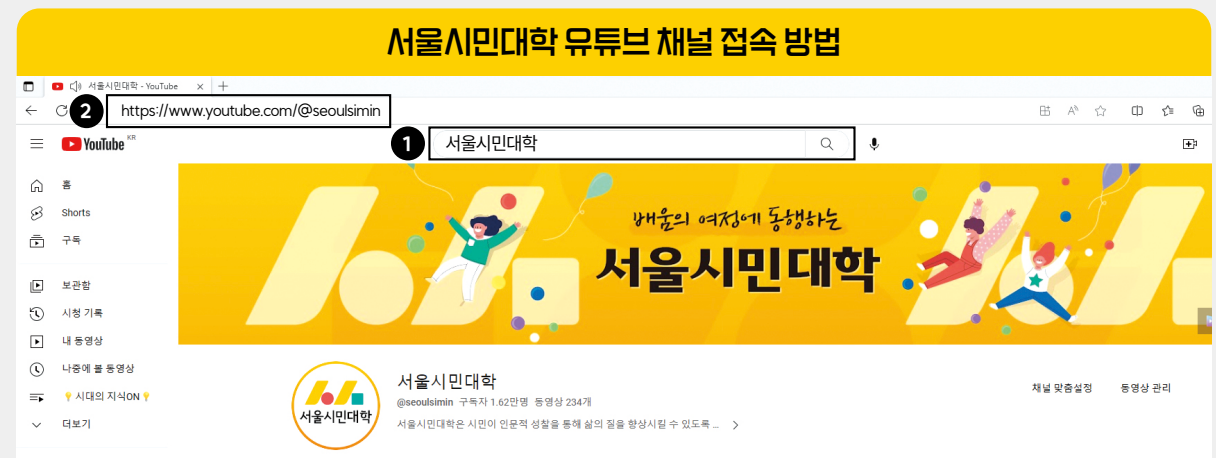 서울시민대학 유튜브 채널 접속 방법
서울시민대학 - YouTube
2 https://www.youtube.com/@seoulsimin
YouTube KR
1 서울시민대학
홈
Shorts
구독
보관함
시청 기록
내 동영상
나중에 볼 동영상
시대의 지식ON
더보기
배움의 여정에 동행하는
서울시민대학
서울시민대학
서울시민대학
@seoulsimin 구독자 1.62만명 동영상 234개
서울시민대학은 시민이 인문적 성찰을 통해 삶의 질을 향상시킬 수 있도록 ...
채널 맞춤설정 동영상 관리